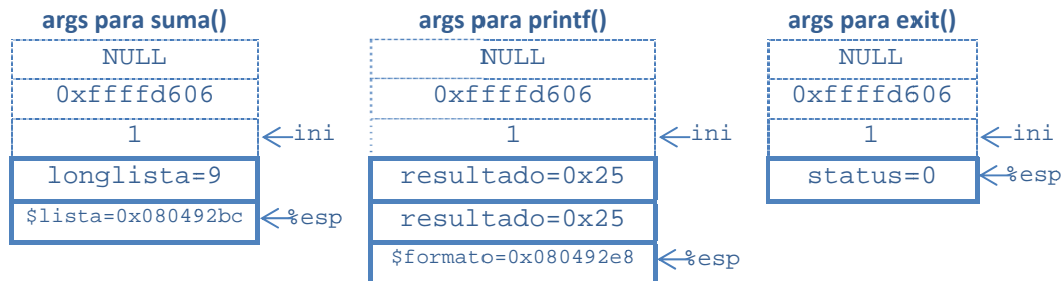 args para suma()
NULL
0xffffd606
1
ini
longlista=9
$lista=0x080492bc
%esp
args para printf()
NULL
0xffffd606
1
ini
resultado=0x25
resultado=0x25
$formato=0x080492e8
%esp
args para exit()
NULL
0xffffd606
1
ini
status=0
%esp